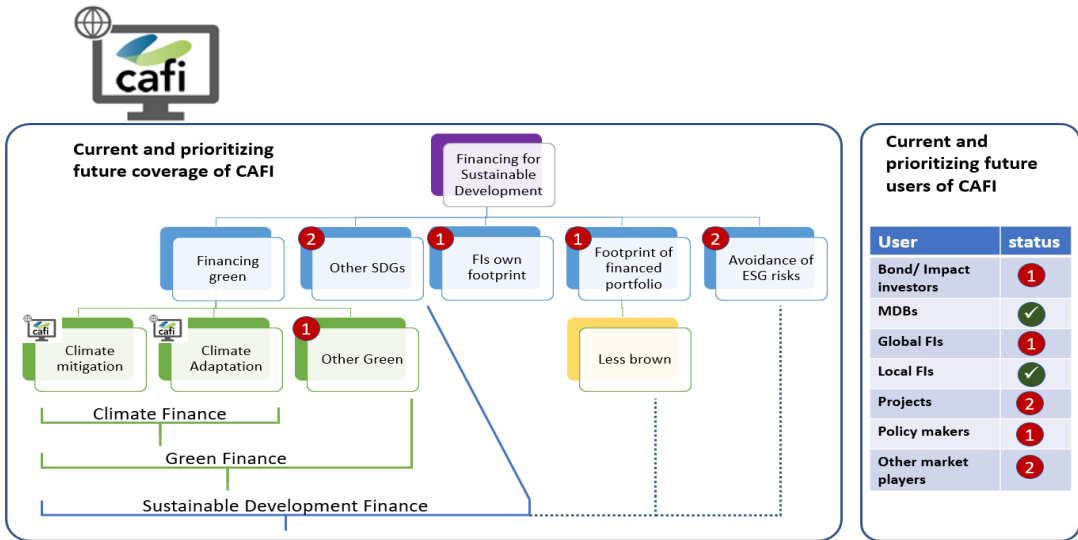 cafi
Current and prioritizing
future coverage of CAFI
Financing for
Sustainable
Development
Financing
green
2
Other SDGs
1
FIs own
footprint
1
Footprint of
financed
portfolio
2
Avoidance of
ESG risks
cafi
Climate
mitigation
cafi
Climate
Adaptation
1
Other Green
Less brown
Climate Finance
Green Finance
Sustainable Development Finance
Current and
prioritizing future
users of CAFI
User status
Bond/ Impact
investors 1
MDBs
Global FIs 1
Local FIs
Projects 2
Policy makers 1
Other market
players 2